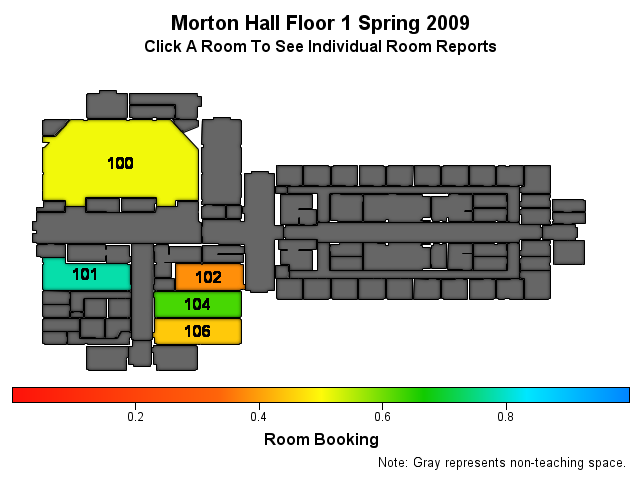 Morton Hall Floor 1 Spring 2009
Click A Room To See Individual Room Reports
100
101
102
104
106
0.2 0.4 0.6 0.8
Room Booking
Note: Gray represents non-teaching space.